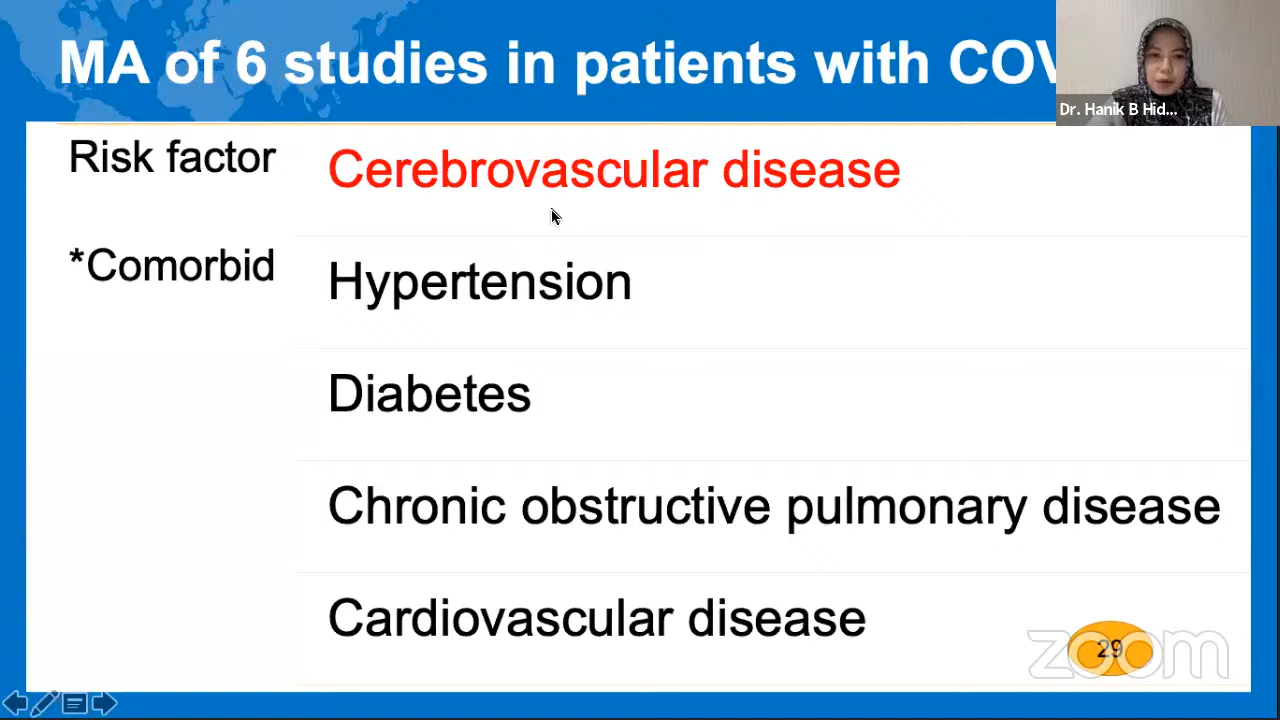 MA of 6 studies in patients with COV
Dr. Hanik B Hid...
Risk factor
Cerebrovascular disease
*Comorbid
Hypertension
Diabetes
Chronic obstructive pulmonary disease
Cardiovascular disease
29
zoom